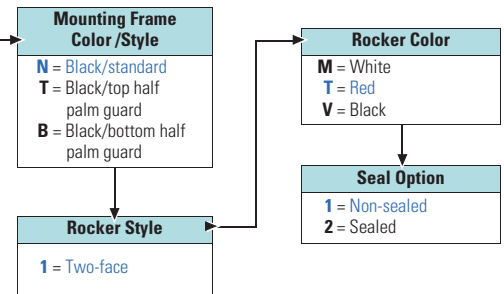 Mounting Frame
Color /Style
N = Black/standard
T = Black/top half
palm guard
B = Black/bottom half
palm guard
Rocker Style
1 = Two-face
Rocker Color
M = White
T = Red
V = Black
Seal Option
1 = Non-sealed
2 = Sealed